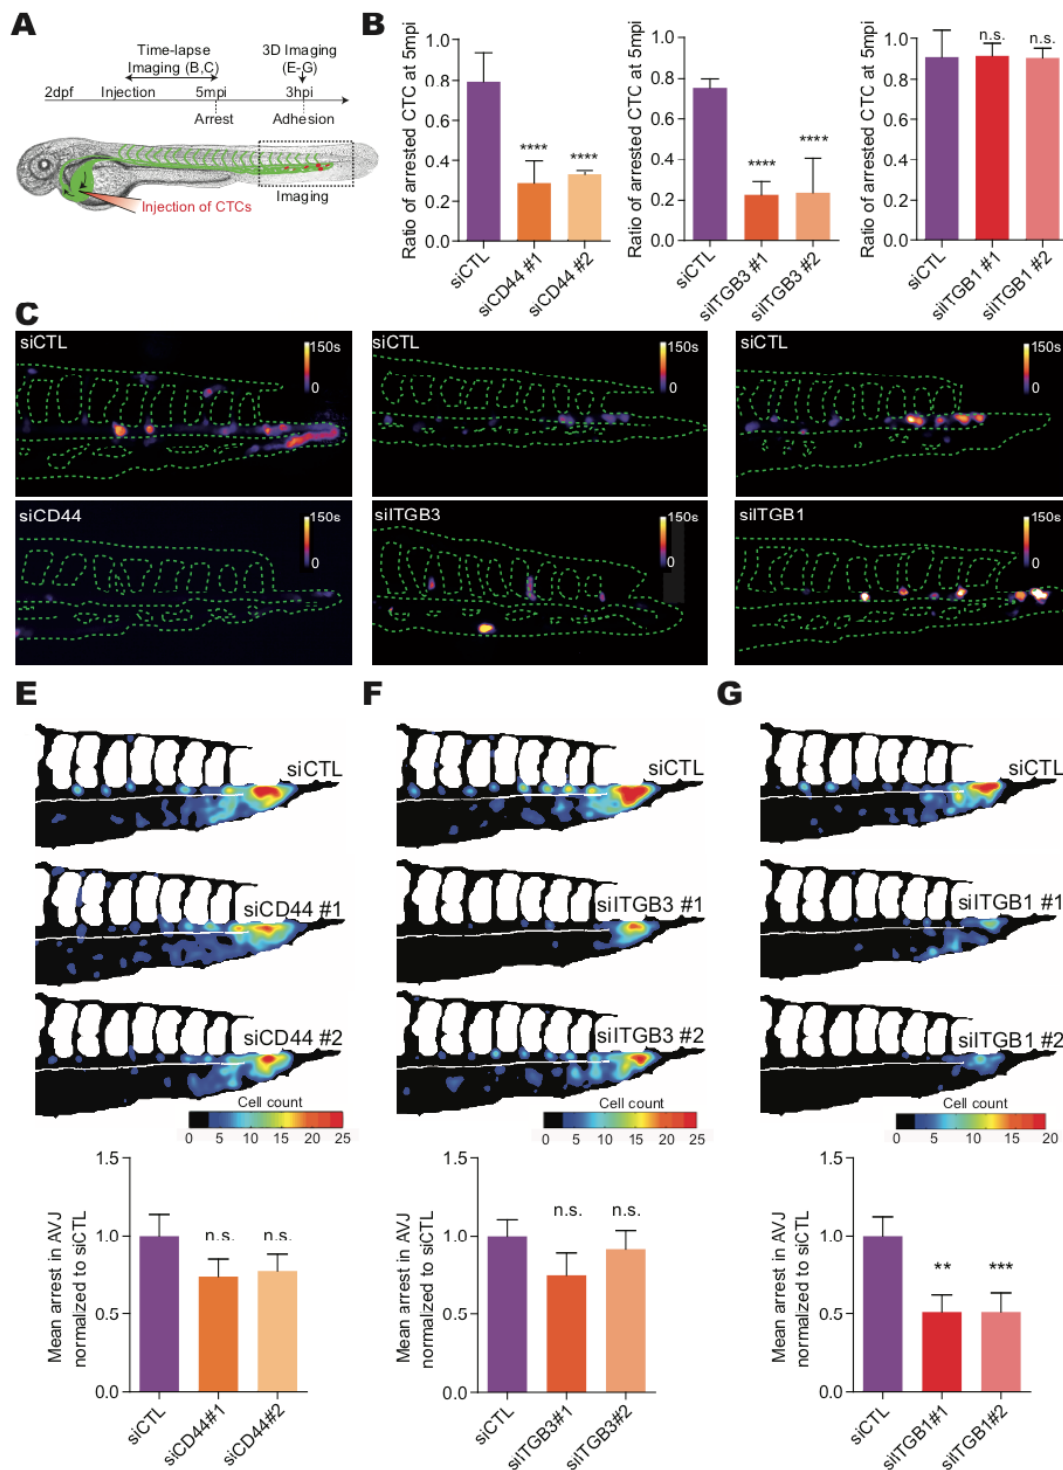 A
Time-lapse
Imaging (B,C)
3D Imaging
(E-G)
2dpf
Injection
5mpi
3hpi
Arrest
Adhesion
Injection of CTCs
Imaging
B
Ratio of arrested CTC at 5mpi
1.0
0.8
0.6
0.4
0.2
0.0
****
****
siCTL
siCD44 #1
siCD44 #2
Ratio of arrested CTC at 5mpi
1.0
0.8
0.6
0.4
0.2
0.0
****
****
siCTL
siITGB3 #1
siITGB3 #2
Ratio of arrested CTC at 5mpi
1.0
0.8
0.6
0.4
0.2
0.0
n.s.
n.s.
siCTL
siITGB1 #1
siITGB1 #2
C
siCTL
150s
0
siCTL
150s
0
siCTL
150s
0
siCD44
150s
0
siITGB3
150s
0
siITGB1
150s
0
E
siCTL
siCD44 #1
siCD44 #2
Cell count
0 5 10 15 20 25
Mean arrest in AVJ
normalized to siCTL
1.5
1.0
0.5
0.0
n.s.
n.s.
siCTL
siCD44#1
siCD44#2
F
siCTL
siITGB3 #1
siITGB3 #2
Cell count
0 5 10 15 20 25
Mean arrest in AVJ
normalized to siCTL
1.5
1.0
0.5
0.0
n.s.
n.s.
siCTL
siITGB3#1
siITGB3#2
G
siCTL
siITGB1 #1
siITGB1 #2
Cell count
0 5 10 15 20
Mean arrest in AVJ
normalized to siCTL
1.5
1.0
0.5
0.0
**
***
siCTL
siITGB1#1
siITGB1#2